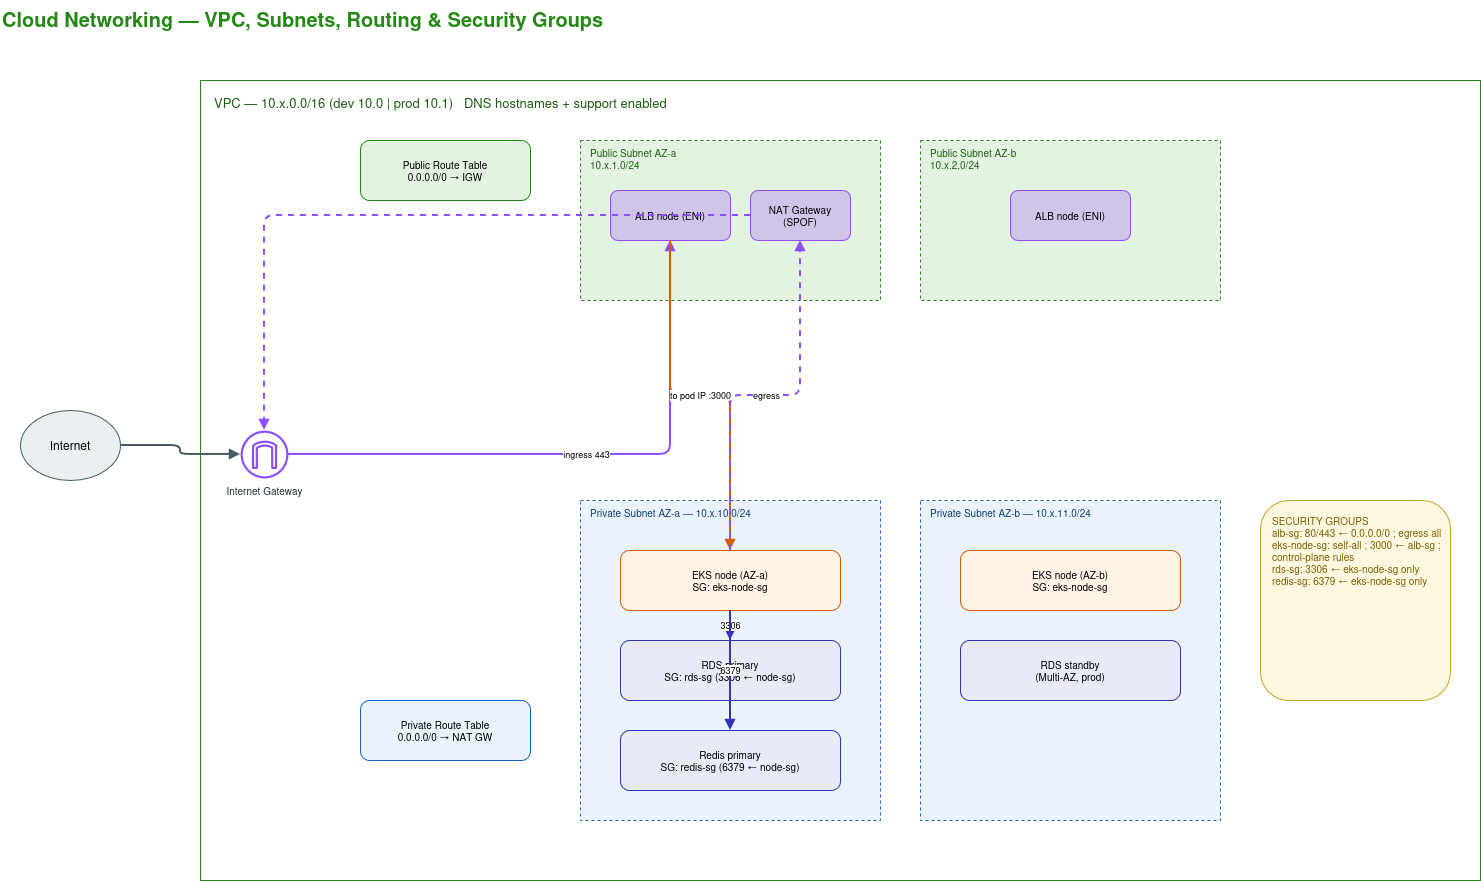 Cloud Networking — VPC, Subnets, Routing & Security Groups
VPC — 10.x.0.0/16 (dev 10.0 | prod 10.1)   DNS hostnames + support enabled
Public Route Table
0.0.0.0/0 → IGW
Public Subnet AZ-a
10.x.1.0/24
ALB node (ENI)
NAT Gateway
(SPOF)
Public Subnet AZ-b
10.x.2.0/24
ALB node (ENI)
to pod IP :3000
egress
Internet
ingress 443
Internet Gateway
Private Subnet AZ-a — 10.x.10.0/24
EKS node (AZ-a)
SG: eks-node-sg
3306
RDS primary
6379
SG: rds-sg (3306 ← node-sg)
Redis primary
SG: redis-sg (6379 ← node-sg)
Private Subnet AZ-b — 10.x.11.0/24
EKS node (AZ-b)
SG: eks-node-sg
RDS standby
(Multi-AZ, prod)
SECURITY GROUPS
alb-sg: 80/443 ← 0.0.0.0/0 ; egress all
eks-node-sg: self-all ; 3000 ← alb-sg ;
control-plane rules
rds-sg: 3306 ← eks-node-sg only
redis-sg: 6379 ← eks-node-sg only
Private Route Table
0.0.0.0/0 → NAT GW